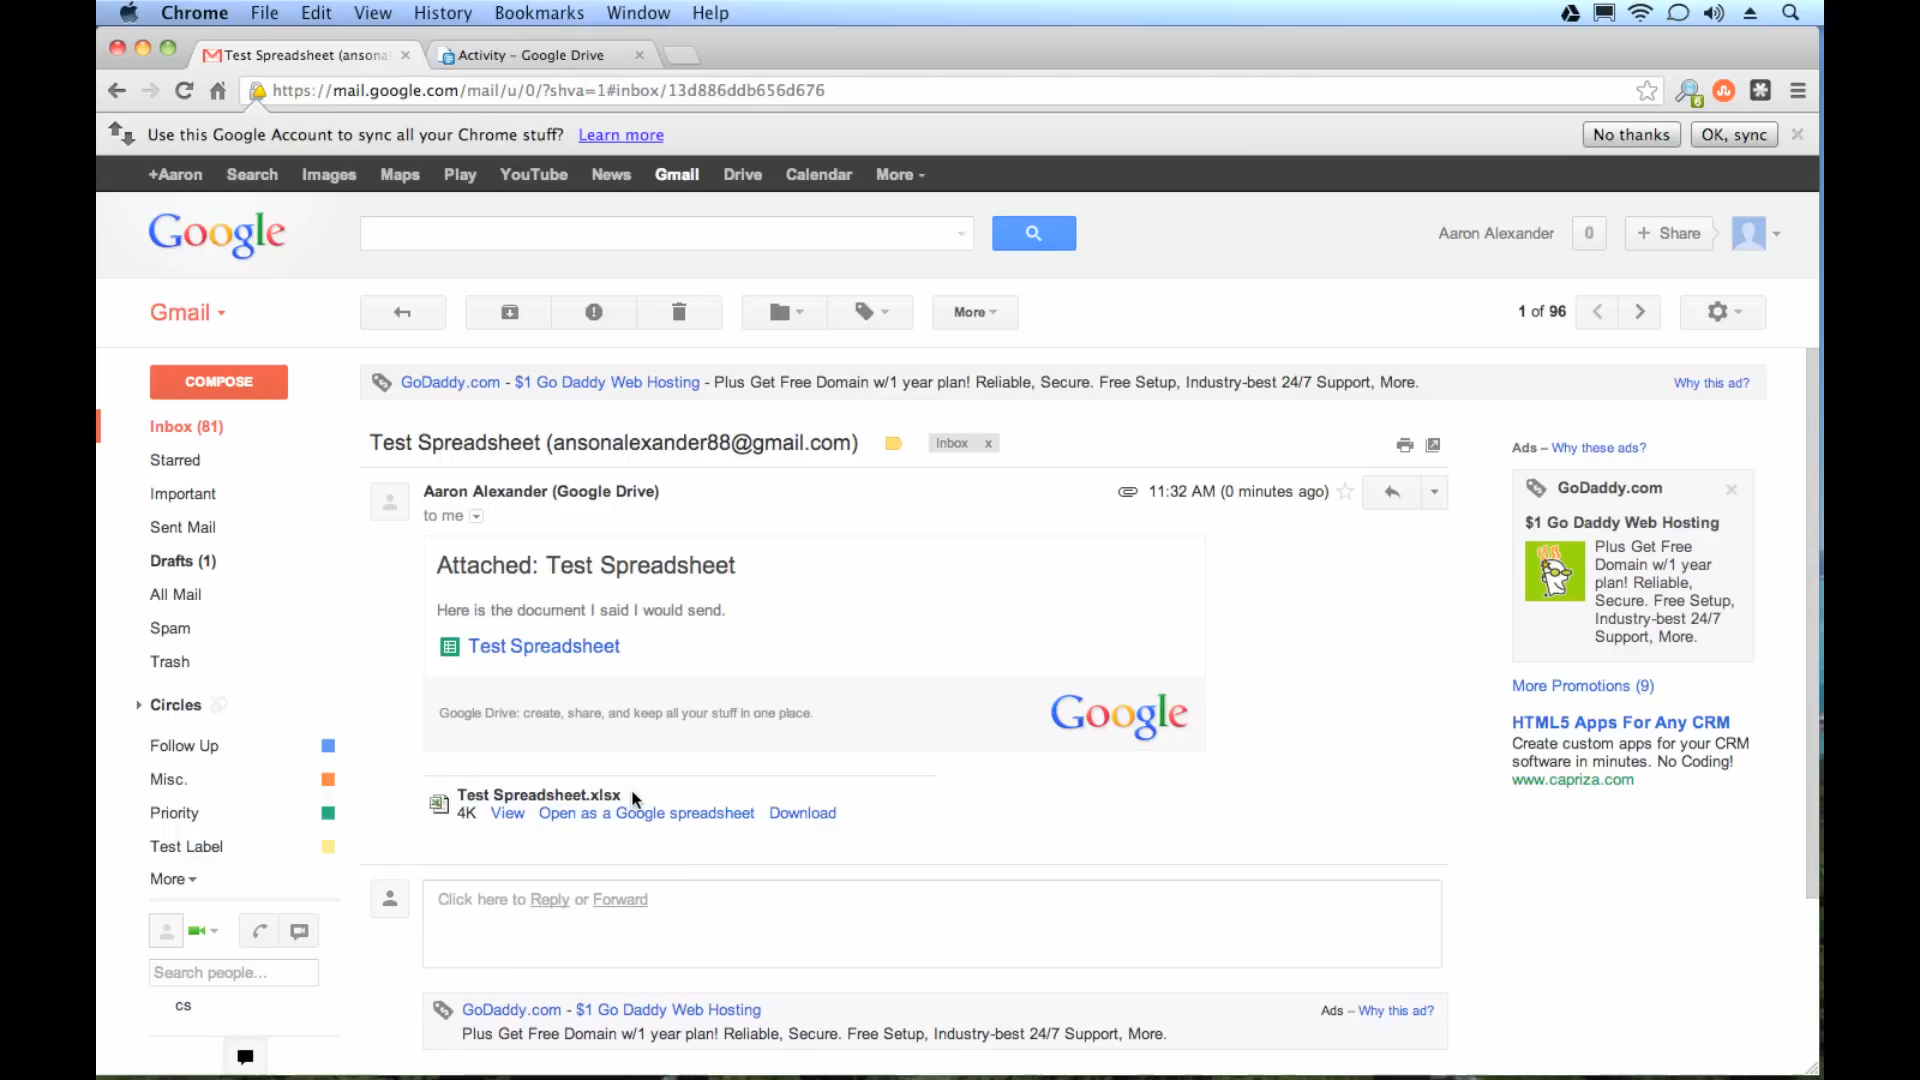 Chrome File Edit View History Bookmarks Window Help
Test Spreadsheet (ansona
Activity – Google Drive
https://mail.google.com/mail/u/0/?shva=1#inbox/13d886ddb656d676
6
Use this Google Account to sync all your Chrome stuff? Learn more
No thanks
OK, sync
+Aaron Search Images Maps Play YouTube News Gmail Drive Calendar More
Google
Aaron Alexander
0
+ Share
Gmail
More
1 of 96
COMPOSE
Inbox (81)
Starred
Important
Sent Mail
Drafts (1)
All Mail
Spam
Trash
Circles
Follow Up
Misc.
Priority
Test Label
More
Search people...
cs
GoDaddy.com - $1 Go Daddy Web Hosting - Plus Get Free Domain w/1 year plan! Reliable, Secure. Free Setup, Industry-best 24/7 Support, More.
Why this ad?
Test Spreadsheet (ansonalexander88@gmail.com)
Inbox x
Aaron Alexander (Google Drive)
11:32 AM (0 minutes ago)
to me
Attached: Test Spreadsheet
Here is the document I said I would send.
Test Spreadsheet
Google Drive: create, share, and keep all your stuff in one place.
Google
Test Spreadsheet.xlsx
4K View Open as a Google spreadsheet Download
Click here to Reply or Forward
GoDaddy.com - $1 Go Daddy Web Hosting
Ads – Why this ad?
Plus Get Free Domain w/1 year plan! Reliable, Secure. Free Setup, Industry-best 24/7 Support, More.
Ads – Why these ads?
GoDaddy.com
$1 Go Daddy Web Hosting
Plus Get Free
Domain w/1 year
plan! Reliable,
Secure. Free Setup,
Industry-best 24/7
Support, More.
More Promotions (9)
HTML5 Apps For Any CRM
Create custom apps for your CRM
software in minutes. No Coding!
www.capriza.com